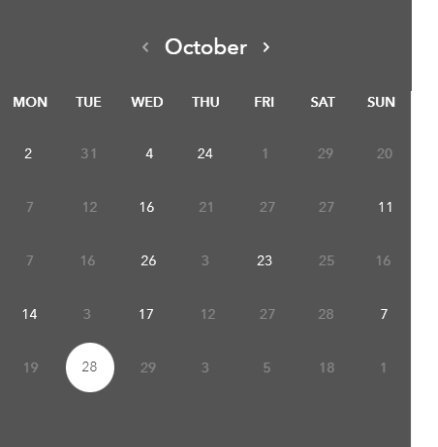 ‹ October ›
MON TUE WED THU FRI SAT SUN
2 31 4 24 1 29 20
7 12 16 21 27 27 11
7 16 26 3 23 25 16
14 3 17 12 27 28 7
19 28 29 3 5 18 1